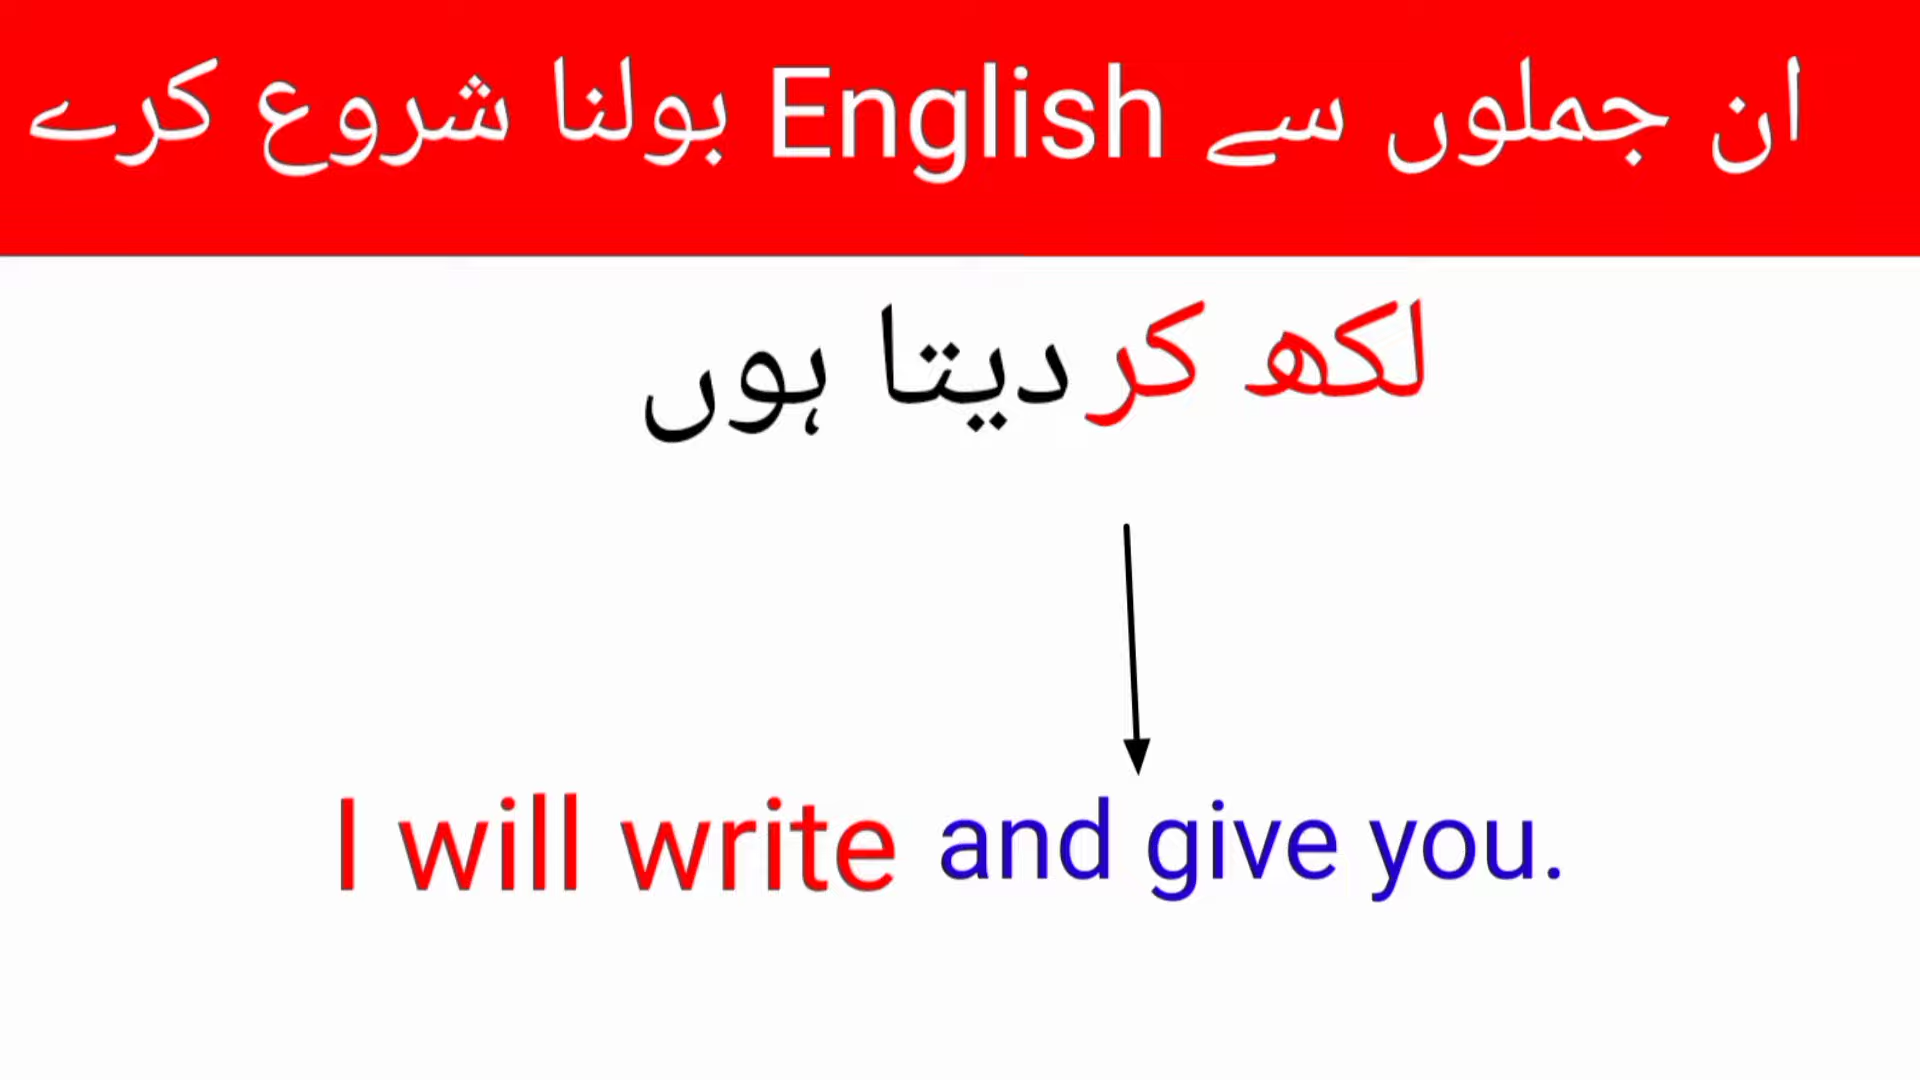 ان جملوں سے English بولنا شروع کرے
لکھ کر دیتا ہوں
I will write and give you.